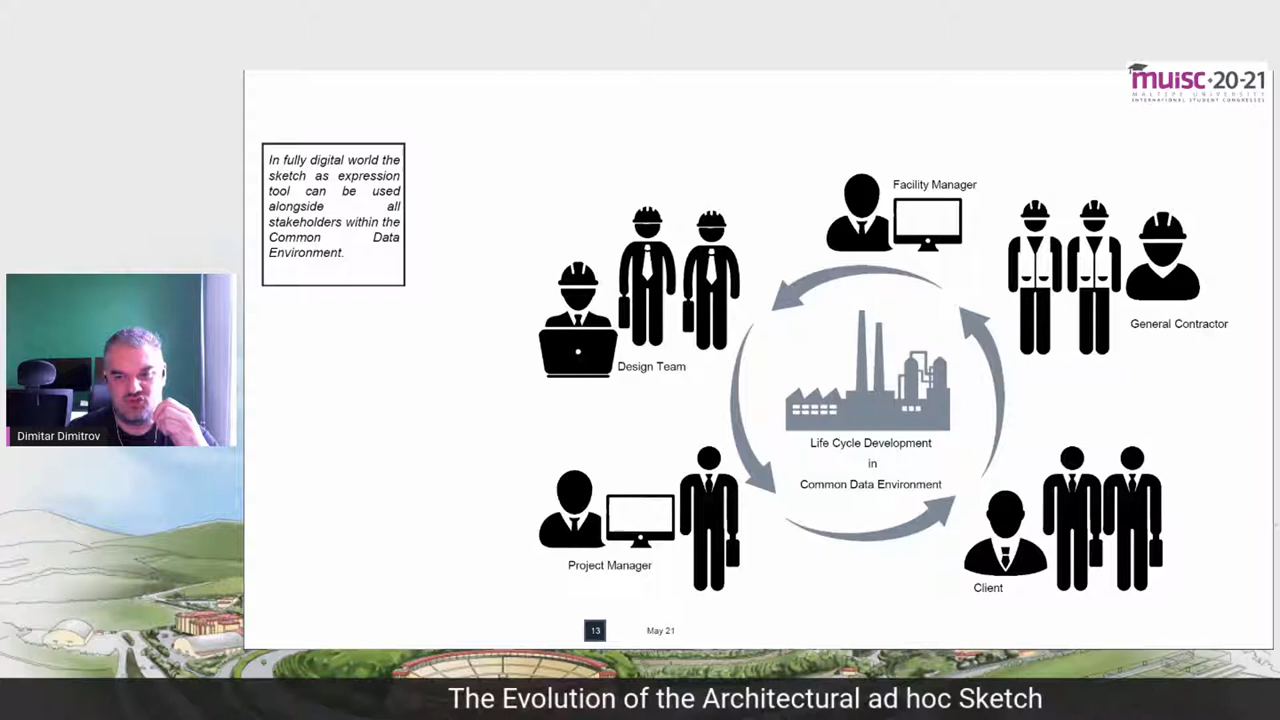 muisc·20-21
MALTEPE UNIVERSITY
INTERNATIONAL STUDENT CONGRESSES
In fully digital world the
sketch as expression
tool can be used
alongside all
stakeholders within the
Common Data
Environment.
Facility Manager
General Contractor
Design Team
Life Cycle Development
in
Common Data Environment
Project Manager
Client
13
May 21
Dimitar Dimitrov
The Evolution of the Architectural ad hoc Sketch